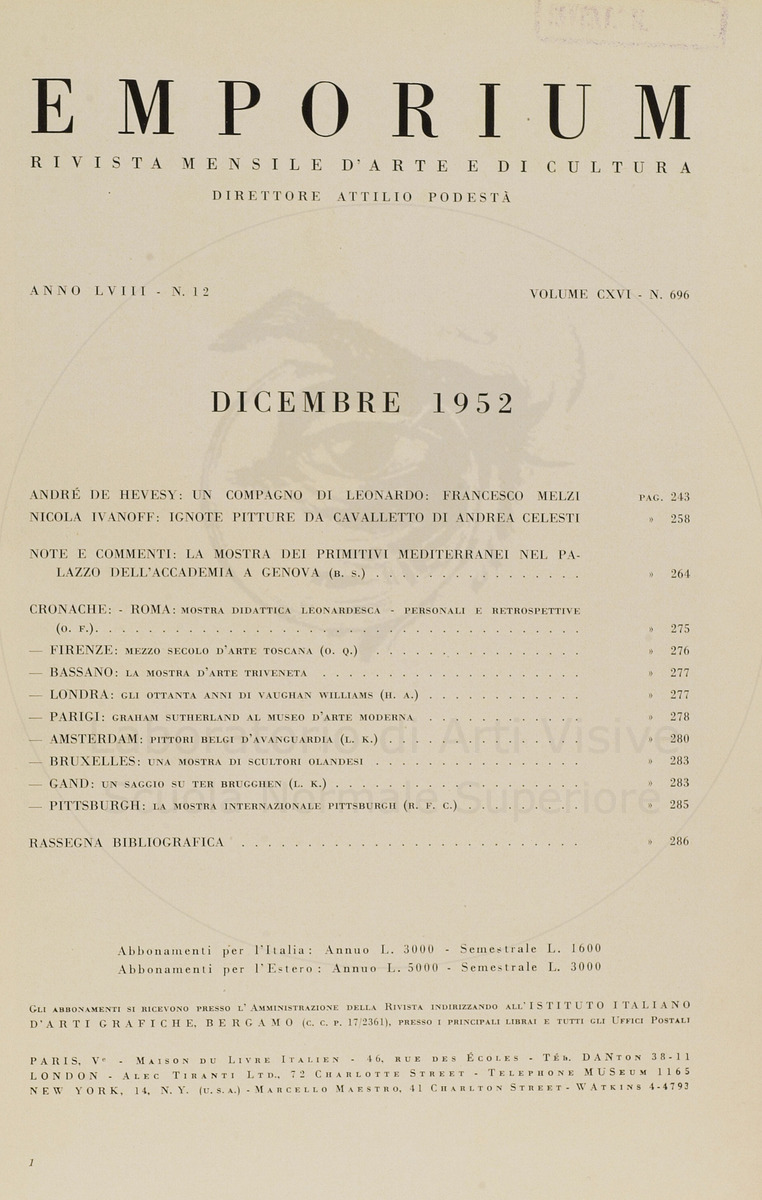 EMPORIUM
RIVISTA MENSILE D'ARTE E DI CULTURA
DIRETTORE ATTILIO PODESTÀ
ANNO LVIII - N. 12 VOLUME CXVI - N. 696
DICEMBRE 1952
ANDRÉ DE HEVESY: UN COMPAGNO DI LEONARDO: FRANCESCO MELZI PAG. 243
NICOLA IVANOFF: IGNOTE PITTURE DA CAVALLETTO DI ANDREA CELESTI » 258
NOTE E COMMENTI: LA MOSTRA DEI PRIMITIVI MEDITERRANEI NEL PA-
LAZZO DELL'ACCADEMIA A GENOVA (B. S.) . . . . . . . . . . . . . . . . » 264
CRONACHE: - ROMA: MOSTRA DIDATTICA LEONARDESCA - PERSONALI E RETROSPETTIVE
(O. F.). . . . . . . . . . . . . . . . . . . . . . . . . . . . . . . . . . . . . » 275
— FIRENZE: MEZZO SECOLO D'ARTE TOSCANA (O. Q.) . . . . . . . . . . . . . . . . » 276
— BASSANO: LA MOSTRA D'ARTE TRIVENETA . . . . . . . . . . . . . . . . . . . . » 277
— LONDRA: GLI OTTANTA ANNI DI VAUGHAN WILLIAMS (H. A.) . . . . . . . . . . . . » 277
— PARIGI: GRAHAM SUTHERLAND AL MUSEO D'ARTE MODERNA . . . . . . . . . . . . » 278
— AMSTERDAM: PITTORI BELGI D'AVANGUARDIA (L. K.) . . . . . . . . . . . . . . . » 280
— BRUXELLES: UNA MOSTRA DI SCULTORI OLANDESI . . . . . . . . . . . . . . . . » 283
— GAND: UN SAGGIO SU TER BRUGGHEN (L. K.) . . . . . . . . . . . . . . . . . . . » 283
— PITTSBURGH: LA MOSTRA INTERNAZIONALE PITTSBURGH (R. F. C.) . . . . . . . . . » 285
RASSEGNA BIBLIOGRAFICA . . . . . . . . . . . . . . . . . . . . . . . . . . » 286
Abbonamenti per l'Italia: Annuo L. 3000 - Semestrale L. 1600
Abbonamenti per l'Estero: Annuo L. 5000 - Semestrale L. 3000
GLI ABBONAMENTI SI RICEVONO PRESSO L'AMMINISTRAZIONE DELLA RIVISTA INDIRIZZANDO ALL'ISTITUTO ITALIANO
D'ARTI GRAFICHE, BERGAMO (C. C. P. 17/2361), PRESSO I PRINCIPALI LIBRAI E TUTTI GLI UFFICI POSTALI
PARIS, Vᵉ - MAISON DU LIVRE ITALIEN - 46, RUE DES ÉCOLES - TÉL. DANTON 38-11
LONDON - ALEC TIRANTI LTD., 72 CHARLOTTE STREET - TELEPHONE MUSEUM 1165
NEW YORK, 14, N. Y. (U. S. A.) - MARCELLO MAESTRO, 41 CHARLTON STREET - WATKINS 4-4793
1